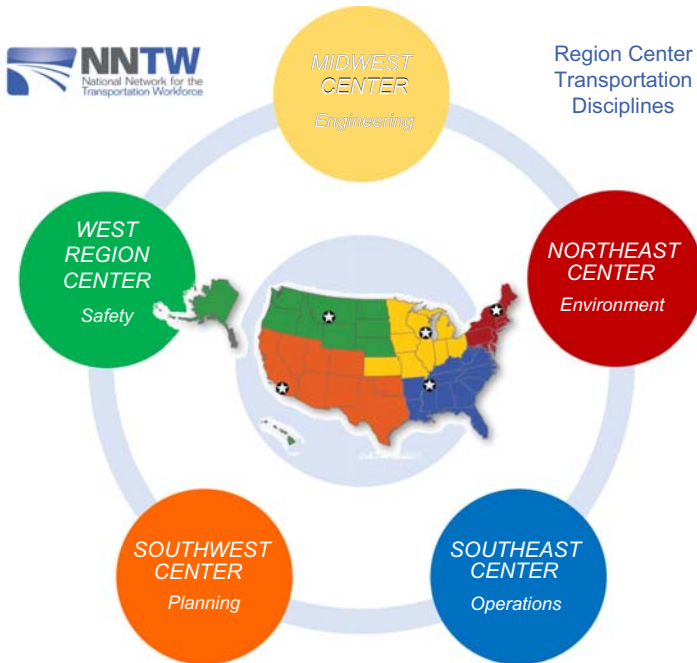 NNTW
National Network for the
Transportation Workforce
MIDWEST
CENTER
Engineering
Region Center
Transportation
Disciplines
WEST
REGION
CENTER
Safety
NORTHEAST
CENTER
Environment
SOUTHWEST
CENTER
Planning
SOUTHEAST
CENTER
Operations